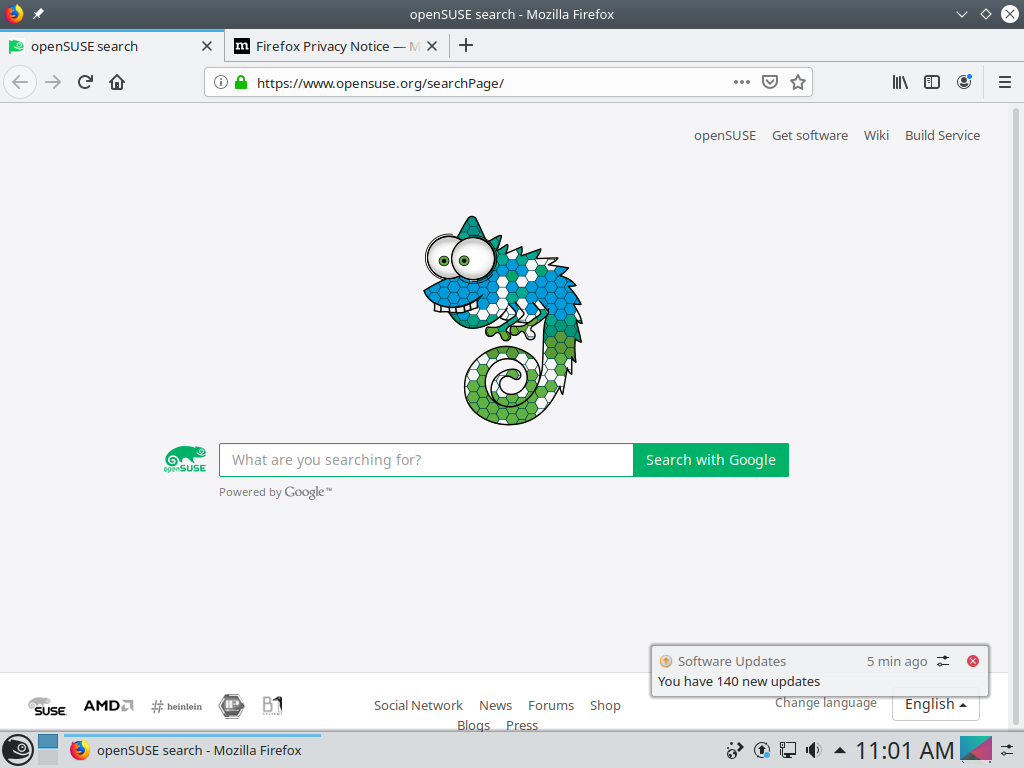 openSUSE search - Mozilla Firefox
openSUSE search
Firefox Privacy Notice — M
https://www.opensuse.org/searchPage/
openSUSE Get software Wiki Build Service
openSUSE
What are you searching for?
Search with Google
Powered by Google™
Software Updates 5 min ago
You have 140 new updates
SUSE AMD # heinlein B1
Social Network News Forums Shop
Blogs Press
Change language English
openSUSE search - Mozilla Firefox
11:01 AM